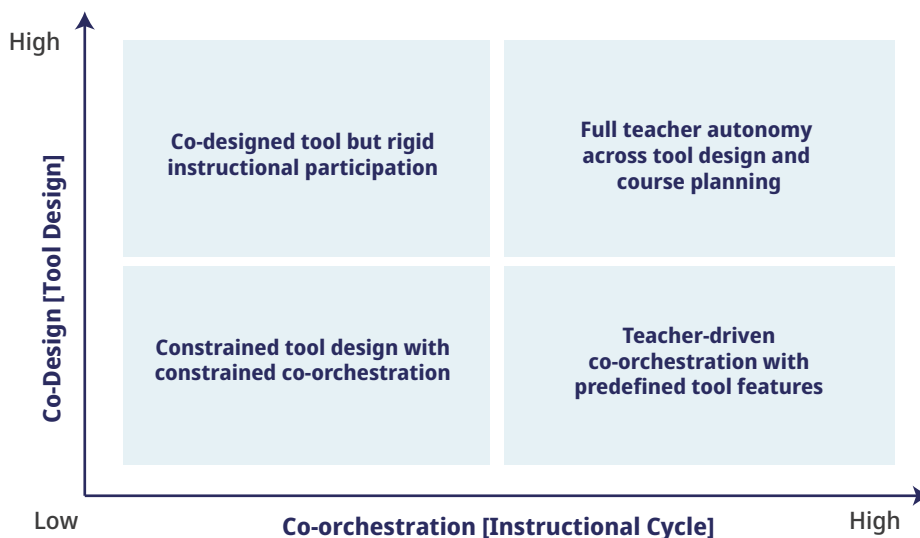 High
Co-designed tool but rigid
instructional participation
Full teacher autonomy
across tool design and
course planning
Co-Design [Tool Design]
Constrained tool design with
constrained co-orchestration
Teacher-driven
co-orchestration with
predefined tool features
Low
Co-orchestration [Instructional Cycle]
High